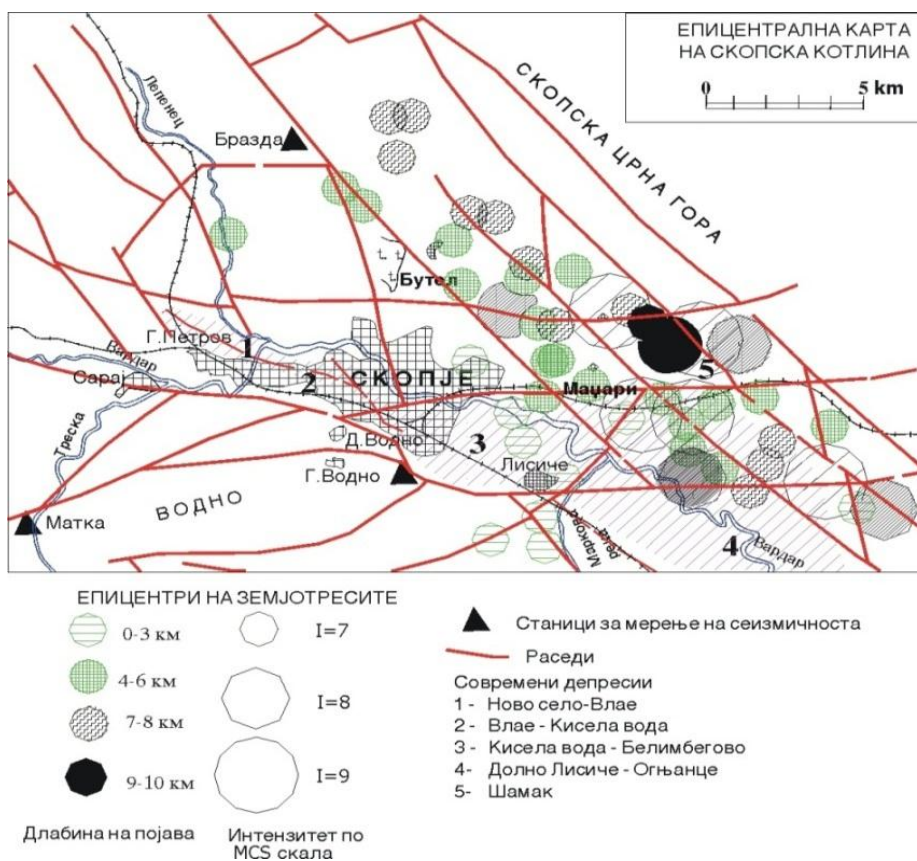 ЕПИЦЕНТРАЛНА КАРТА
НА СКОПСКА КОТЛИНА
0 5 km
СКОПСКА ЦРНА ГОРА
Лепенец
Бразда
Бутел
Г.Петров
1
Вардар
Сарај
2
СКОПЈЕ
Маџари
5
Треска
Д.Водно
3
Г.Водно
Лисиче
ВОДНО
Матка
Маркова
река
4
Вардар
ЕПИЦЕНТРИ НА ЗЕМЈОТРЕСИТЕ
0-3 км
4-6 км
7-8 км
9-10 км
Длабина на појава
I=7
I=8
I=9
Интензитет по
MCS скала
Станици за мерење на сеизмичноста
Раседи
Современи депресии
1 - Ново село-Влае
2 - Влае - Кисела вода
3 - Кисела вода - Белимбегово
4- Долно Лисиче - Огњанце
5- Шамак